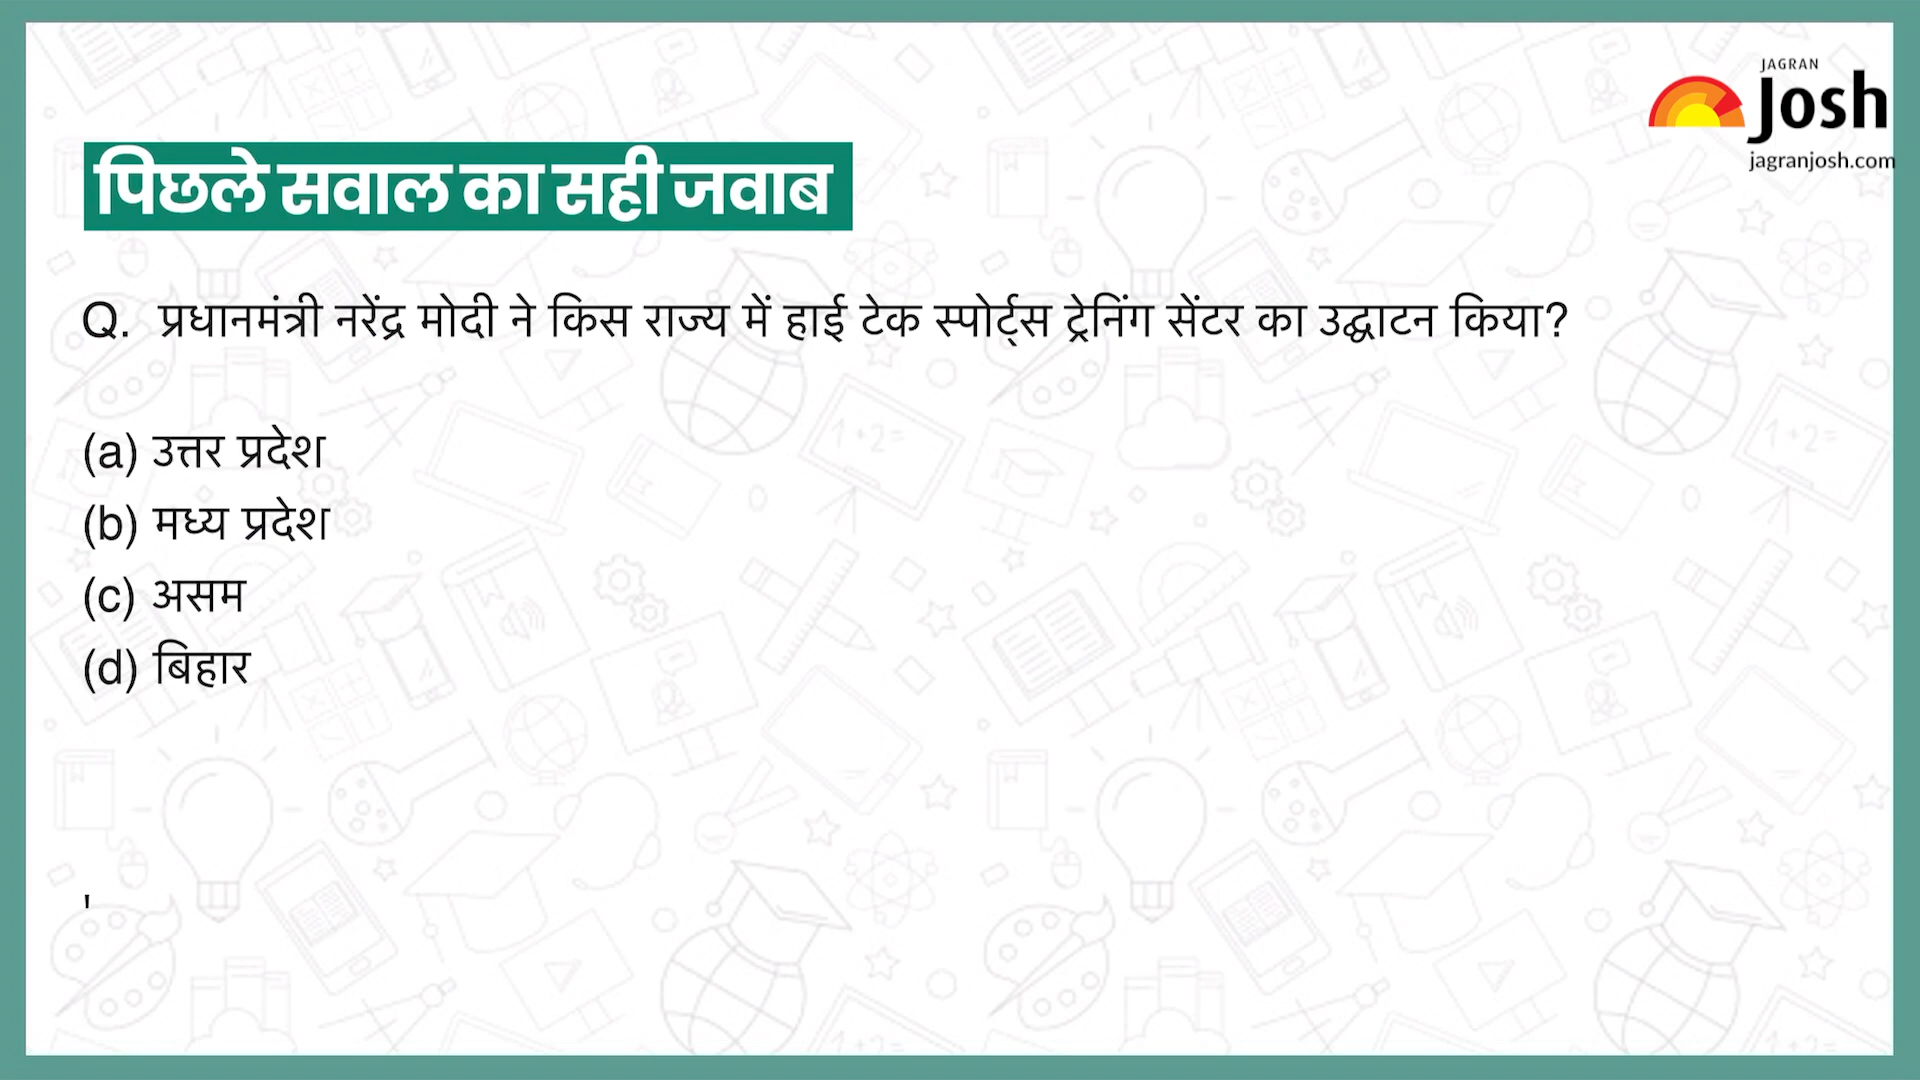 JAGRAN
Josh
jagranjosh.com
पिछले सवाल का सही जवाब
Q. प्रधानमंत्री नरेंद्र मोदी ने किस राज्य में हाई टेक स्पोर्ट्स ट्रेनिंग सेंटर का उद्घाटन किया?
(a) उत्तर प्रदेश
(b) मध्य प्रदेश
(c) असम
(d) बिहार
'